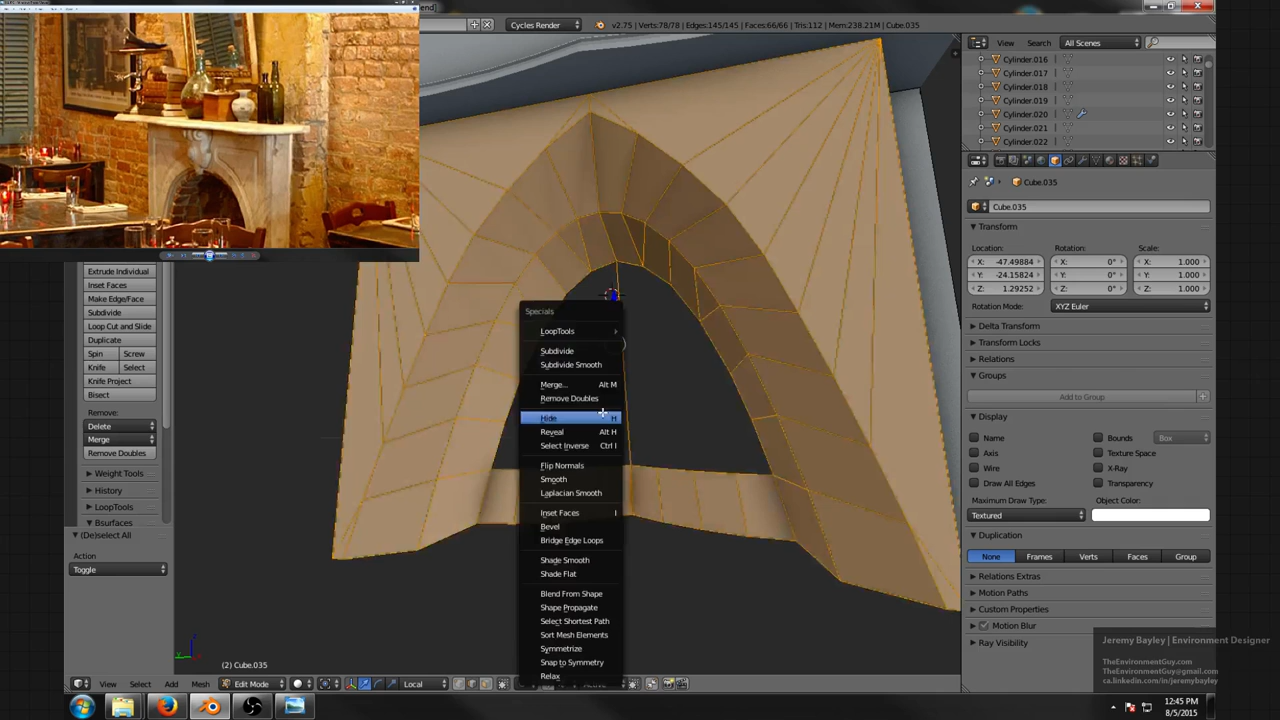 Cycles Render
v2.75 | Verts:78/78 | Edges:145/145 | Faces:66/66 | Tris:112 | Mem:238.21M | Cube.035
View Search All Scenes
Cylinder.016
Cylinder.017
Cylinder.018
Cylinder.019
Cylinder.020
Cylinder.021
Cylinder.022
Cube.035
Cube.035
Transform
Location: Rotation: Scale:
X: -47.49884 X: 0° X: 1.000
Y: -24.15824 Y: 0° Y: 1.000
Z: 1.29252 Z: 0° Z: 1.000
Rotation Mode: XYZ Euler
Delta Transform
Transform Locks
Relations
Groups
Add to Group
Display
Name Bounds Box
Axis Texture Space
Wire X-Ray
Draw All Edges Transparency
Maximum Draw Type: Object Color:
Textured
Duplication
None Frames Verts Faces Group
Relations Extras
Motion Paths
Custom Properties
Motion Blur
Ray Visibility
Extrude Individual
Inset Faces
Make Edge/Face
Subdivide
Loop Cut and Slide
Duplicate
Spin Screw
Knife Select
Knife Project
Bisect
Remove:
Delete
Merge
Remove Doubles
Weight Tools
History
LoopTools
Bsurfaces
(De)select All
Action
Toggle
Specials
LoopTools
Subdivide
Subdivide Smooth
Merge... Alt M
Remove Doubles
Hide H
Reveal Alt H
Select Inverse Ctrl I
Flip Normals
Smooth
Laplacian Smooth
Inset Faces I
Bevel
Bridge Edge Loops
Shade Smooth
Shade Flat
Blend From Shape
Shape Propagate
Select Shortest Path
Sort Mesh Elements
Symmetrize
Snap to Symmetry
Relax
(2) Cube.035
View Select Add Mesh Edit Mode Local
Jeremy Bayley | Environment Designer
TheEnvironmentGuy.com
TheEnvironmentGuy@gmail.com
ca.linkedin.com/in/jeremybayley
12:45 PM
8/5/2015